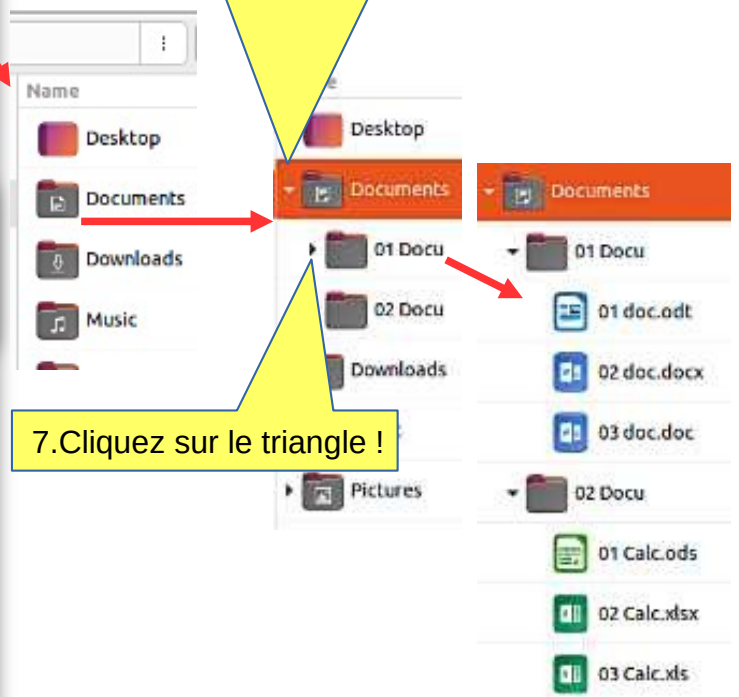 Name
Desktop
Documents
Downloads
Music
e
Desktop
Documents
01 Docu
02 Docu
Downloads
Pictures
7.Cliquez sur le triangle !
Documents
01 Docu
01 doc.odt
02 doc.docx
03 doc.doc
02 Docu
01 Calc.ods
02 Calc.xlsx
03 Calc.xls